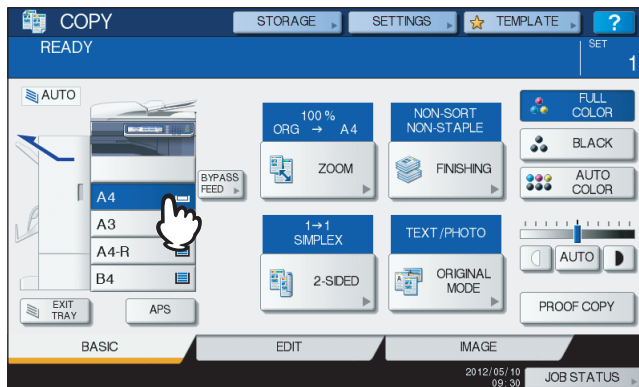 COPY
STORAGE
SETTINGS
TEMPLATE
?
READY
SET
1
AUTO
A4
A3
A4-R
B4
BYPASS
FEED
EXIT
TRAY
APS
100 %
ORG → A4
ZOOM
NON-SORT
NON-STAPLE
FINISHING
1→1
SIMPLEX
2-SIDED
TEXT/PHOTO
ORIGINAL
MODE
FULL
COLOR
BLACK
AUTO
COLOR
AUTO
PROOF COPY
BASIC
EDIT
IMAGE
2012/05/10
09:30
JOB STATUS